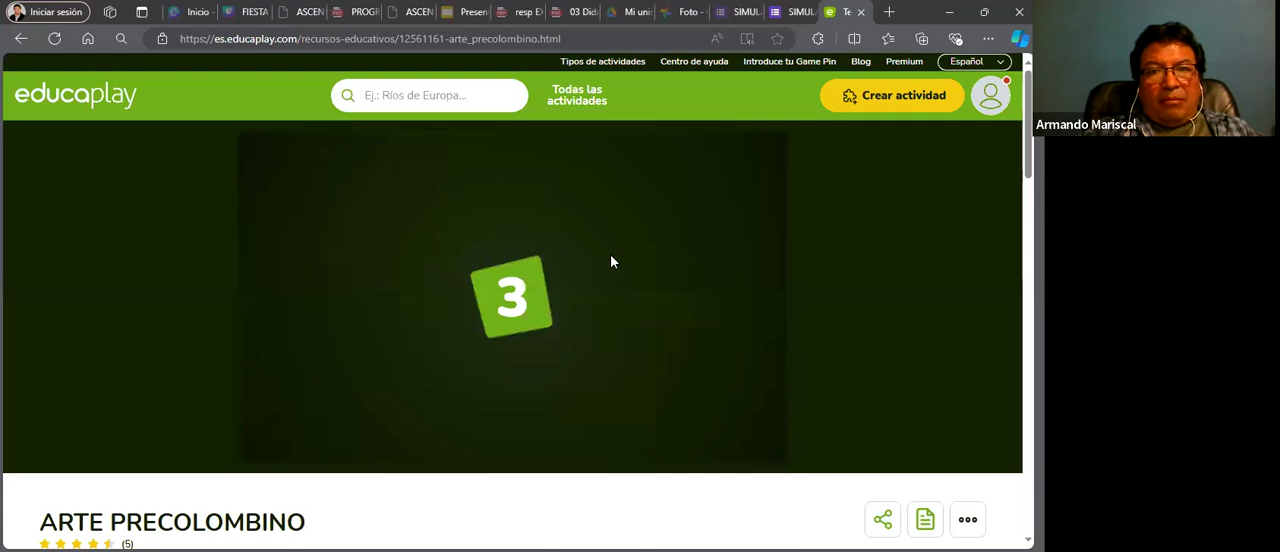 Iniciar sesión
Inicio -
FIESTA
ASCEN
PROGR
ASCEN
Present
resp EX
03 Did
Mi uni
Foto -
SIMUL
SIMUL
Te
https://es.educaplay.com/recursos-educativos/12561161-arte_precolombino.html
Tipos de actividades
Centro de ayuda
Introduce tu Game Pin
Blog
Premium
Español
educaplay
Ej.: Ríos de Europa...
Todas las
actividades
Crear actividad
Armando Mariscal
3
ARTE PRECOLOMBINO
(5)